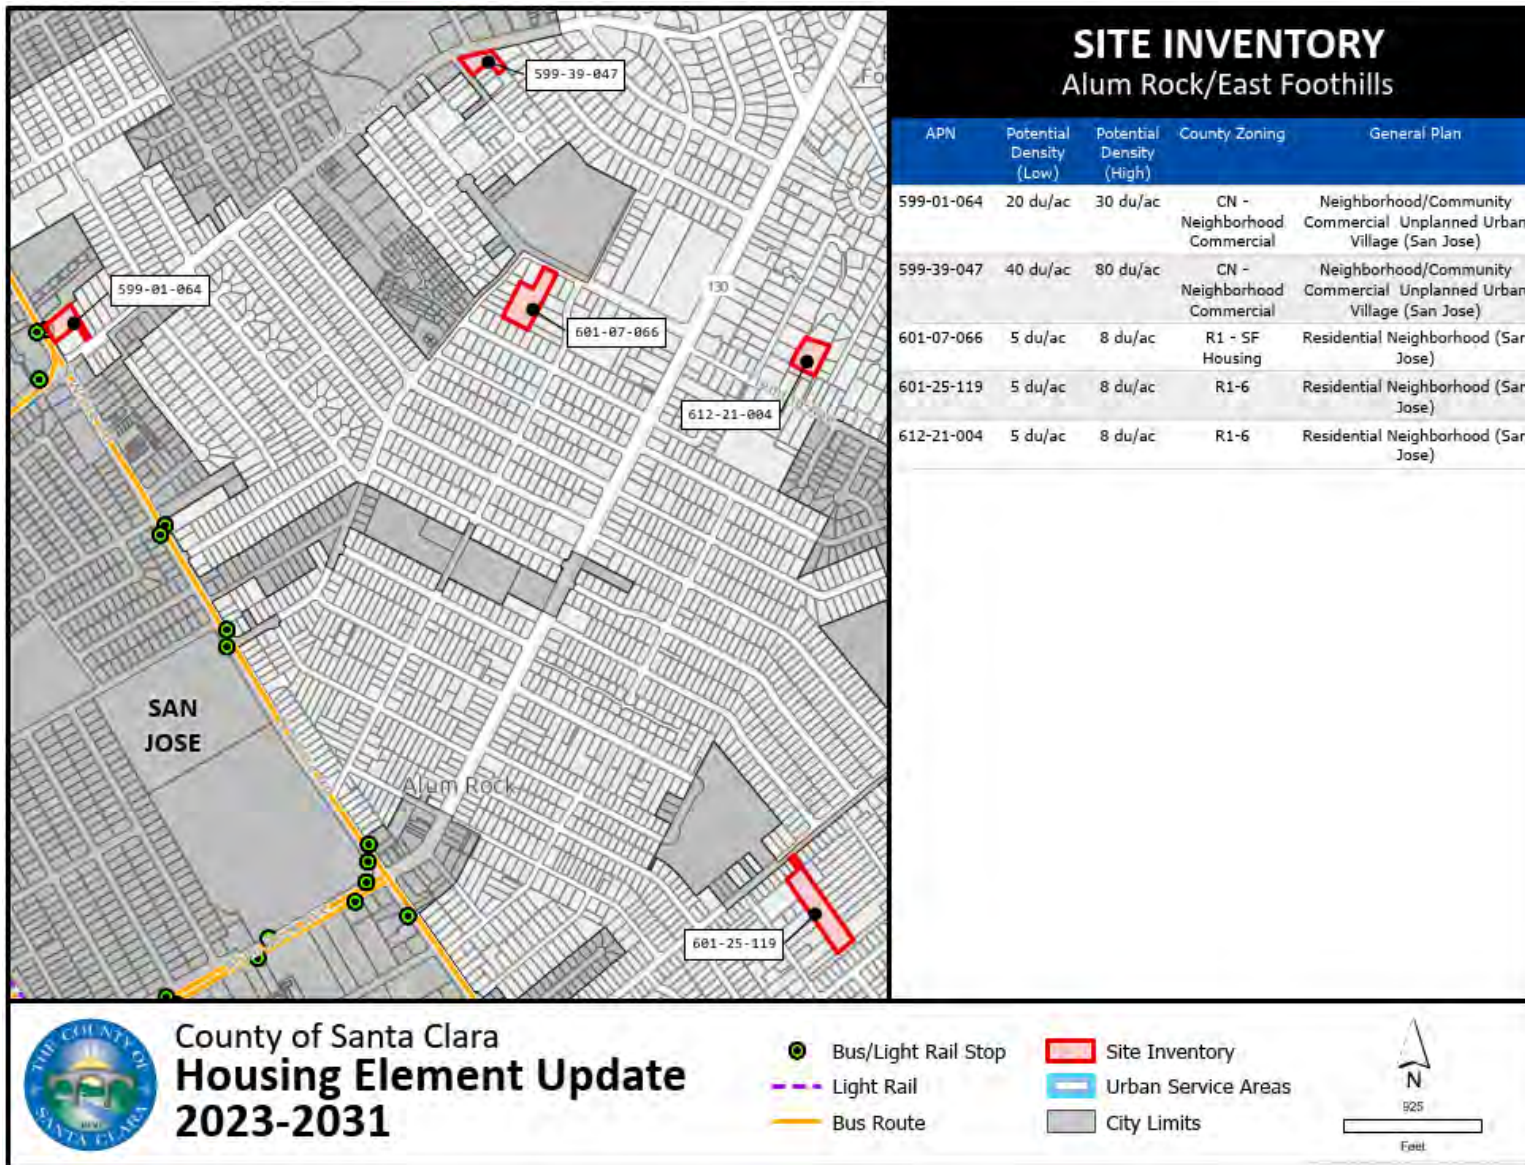 SITE INVENTORY
Alum Rock/East Foothills
APN Potential Density (Low) Potential Density (High) County Zoning General Plan
599-01-064 20 du/ac 30 du/ac CN - Neighborhood Commercial Neighborhood/Community Commercial Unplanned Urban Village (San Jose)
599-39-047 40 du/ac 80 du/ac CN - Neighborhood Commercial Neighborhood/Community Commercial Unplanned Urban Village (San Jose)
601-07-066 5 du/ac 8 du/ac R1 - SF Housing Residential Neighborhood (San Jose)
601-25-119 5 du/ac 8 du/ac R1-6 Residential Neighborhood (San Jose)
612-21-004 5 du/ac 8 du/ac R1-6 Residential Neighborhood (San Jose)
599-39-047
599-01-064
130
601-07-066
612-21-004
SAN
JOSE
Alum Rock
601-25-119
THE COUNTY OF
SANTA CLARA
County of Santa Clara
Housing Element Update
2023-2031
Bus/Light Rail Stop
Light Rail
Bus Route
Site Inventory
Urban Service Areas
City Limits
N
925
Feet